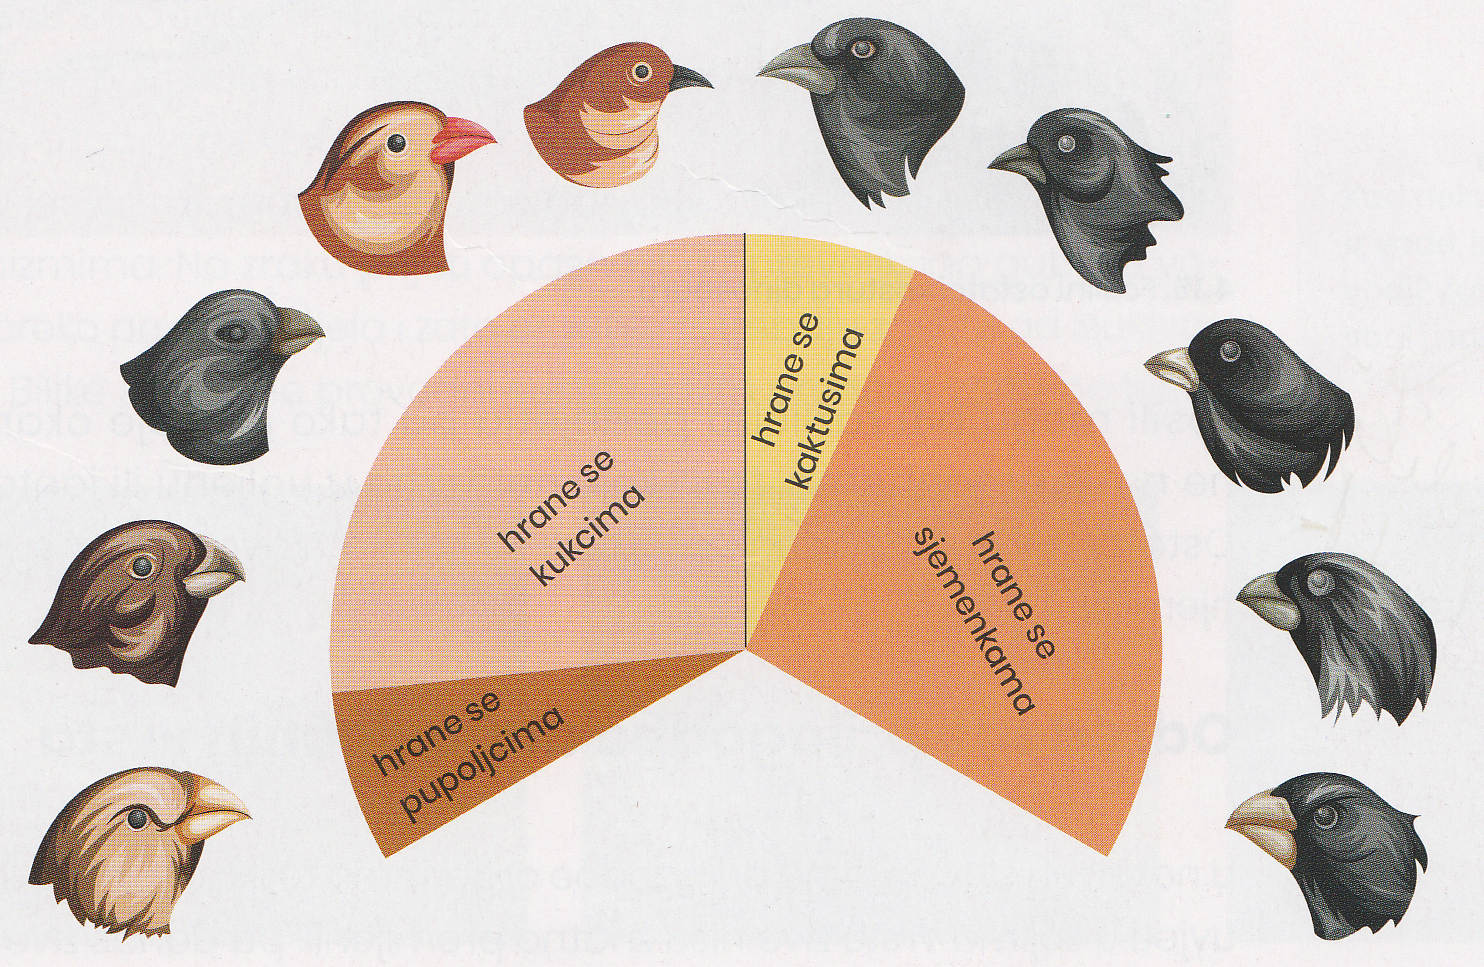 hrane se
kukcima
hrane se
kaktusima
hrane se
sjemenkama
hrane se
pupoljcima